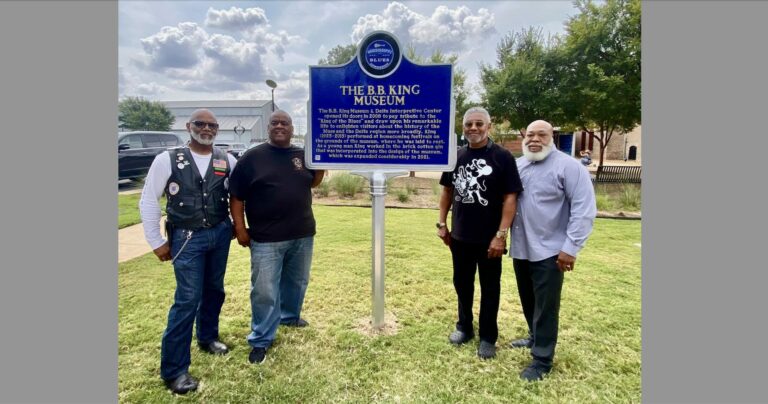 BLUES
THE B.B. KING
MUSEUM
The B.B. King Museum & Delta Interpretive Center
opened its doors in 2008 to pay tribute to the
"King of the Blues" and draw upon his remarkable
life to enlighten visitors about the history of the
blues and the Delta region more broadly. King
(1925-2015) performed at homecoming festivals on
the grounds of the museum, where he was laid to rest.
As a young man King worked in the brick cotton gin
that was incorporated into the design of the museum,
which was expanded considerably in 2021.